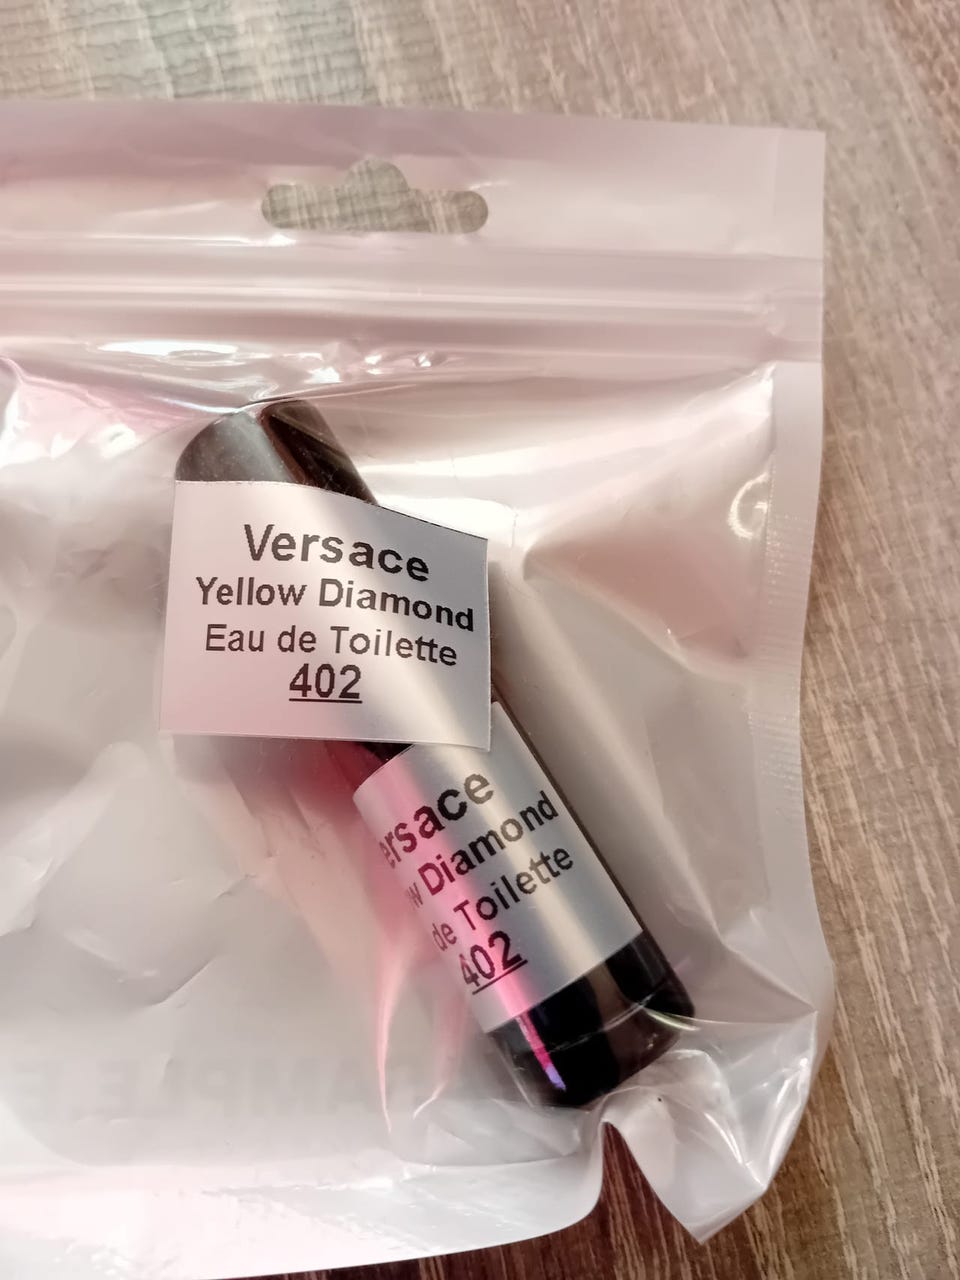 Versace
Yellow Diamond
Eau de Toilette
402
ersace
w Diamond
de Toilette
402